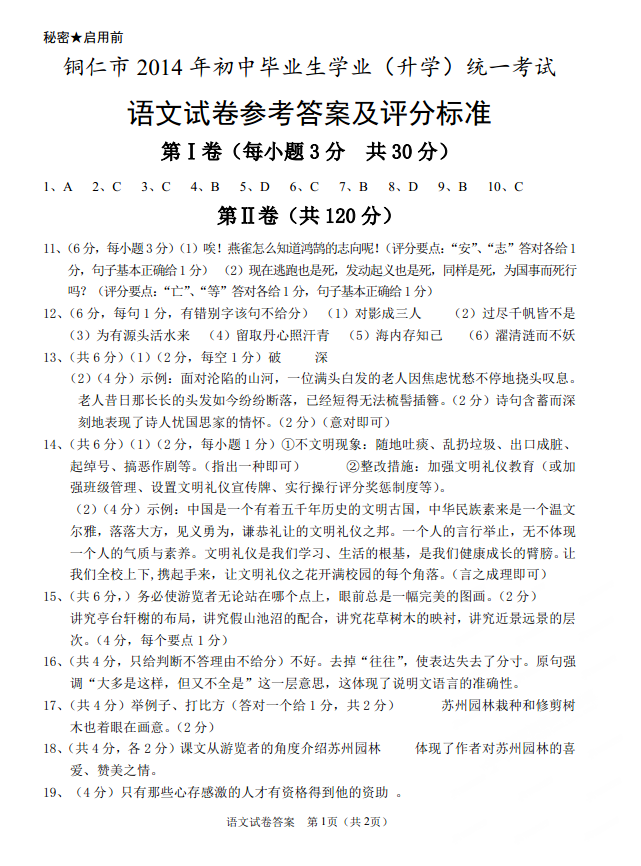 秘密★启用前
铜仁市 2014 年初中毕业生学业（升学）统一考试
语文试卷参考答案及评分标准
第Ⅰ卷（每小题3分 共30分）
1、A 2、C 3、C 4、B 5、D 6、C 7、B 8、D 9、B 10、C
第Ⅱ卷（共120分）
11、（6分，每小题3分）（1）唉！燕雀怎么知道鸿鹄的志向呢！（评分要点：“安”、“志”答对各给1
分，句子基本正确给1分） （2）现在逃跑也是死，发动起义也是死，同样是死，为国事而死行
吗？（评分要点：“亡”、“等”答对各给1分，句子基本正确给1分）
12、（6分，每句1分，有错别字该句不给分） （1）对影成三人 （2）过尽千帆皆不是
（3）为有源头活水来 （4）留取丹心照汗青 （5）海内存知己 （6）濯清涟而不妖
13、（共6分）（1）（2分，每空1分）破 深
（2）（4分）示例：面对沦陷的山河，一位满头白发的老人因焦虑忧愁不停地挠头叹息。
老人昔日那长长的头发如今纷纷断落，已经短得无法梳髻插簪。（2分）诗句含蓄而深
刻地表现了诗人忧国思家的情怀。（2分）（意对即可）
14、（共6分）（1）（2分，每小题1分）①不文明现象：随地吐痰、乱扔垃圾、出口成脏、
起绰号、搞恶作剧等。（指出一种即可） ②整改措施：加强文明礼仪教育（或加
强班级管理、设置文明礼仪宣传牌、实行操行评分奖惩制度等）。
（2）（4分）示例：中国是一个有着五千年历史的文明古国，中华民族素来是一个温文
尔雅，落落大方，见义勇为，谦恭礼让的文明礼仪之邦。一个人的言行举止，无不体现
一个人的气质与素养。文明礼仪是我们学习、生活的根基，是我们健康成长的臂膀。让
我们全校上下,携起手来，让文明礼仪之花开满校园的每个角落。（言之成理即可）
15、（共6分，）务必使游览者无论站在哪个点上，眼前总是一幅完美的图画。（2分）
讲究亭台轩榭的布局，讲究假山池沼的配合，讲究花草树木的映衬，讲究近景远景的层
次。（4分，每个要点1分）
16、（共4分，只给判断不答理由不给分）不好。去掉“往往”，使表达失去了分寸。原句强
调“大多是这样，但又不全是”这一层意思，这体现了说明文语言的准确性。
17、（共4分）举例子、打比方（答对一个给1分，共2分） 苏州园林栽种和修剪树
木也着眼在画意。（2分）
18、（共4分，各2分）课文从游览者的角度介绍苏州园林 体现了作者对苏州园林的喜
爱、赞美之情。
19、（4分）只有那些心存感激的人才有资格得到他的资助 。
语文试卷答案 第1页（共2页）